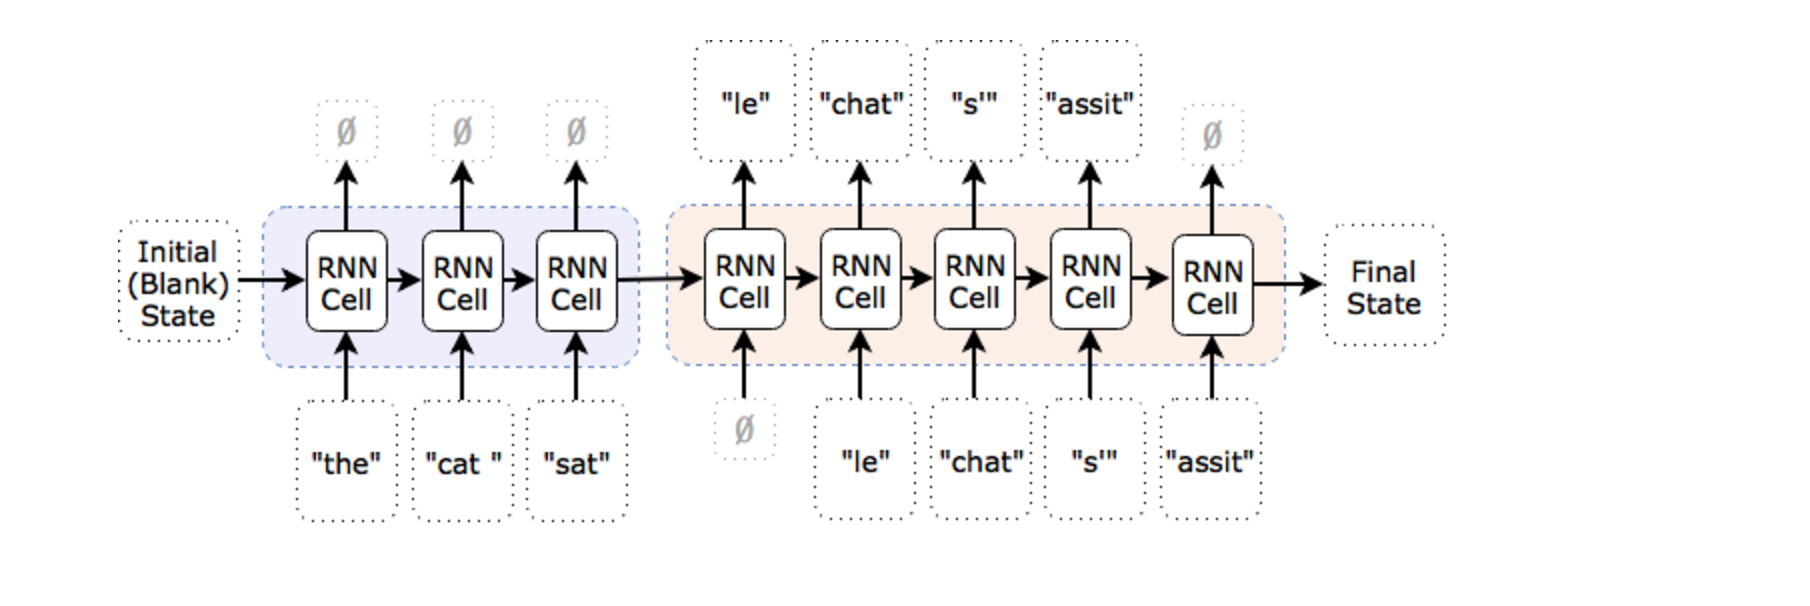 "le" "chat" "s'" "assit"
Ø Ø Ø Ø
Initial
(Blank)
State
RNN
Cell
RNN
Cell
RNN
Cell
RNN
Cell
RNN
Cell
RNN
Cell
RNN
Cell
RNN
Cell
Final
State
Ø
"the" "cat " "sat" "le" "chat" "s'" "assit"